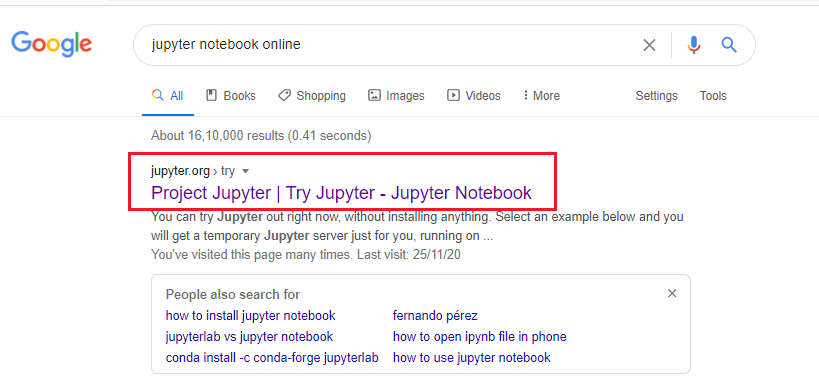 Google
jupyter notebook online
All Books Shopping Images Videos More Settings Tools
About 16,10,000 results (0.41 seconds)
jupyter.org › try
Project Jupyter | Try Jupyter - Jupyter Notebook
You can try Jupyter out right now, without installing anything. Select an example below and you
will get a temporary Jupyter server just for you, running on ...
You've visited this page many times. Last visit: 25/11/20
People also search for
how to install jupyter notebook fernando pérez
jupyterlab vs jupyter notebook how to open ipynb file in phone
conda install -c conda-forge jupyterlab how to use jupyter notebook